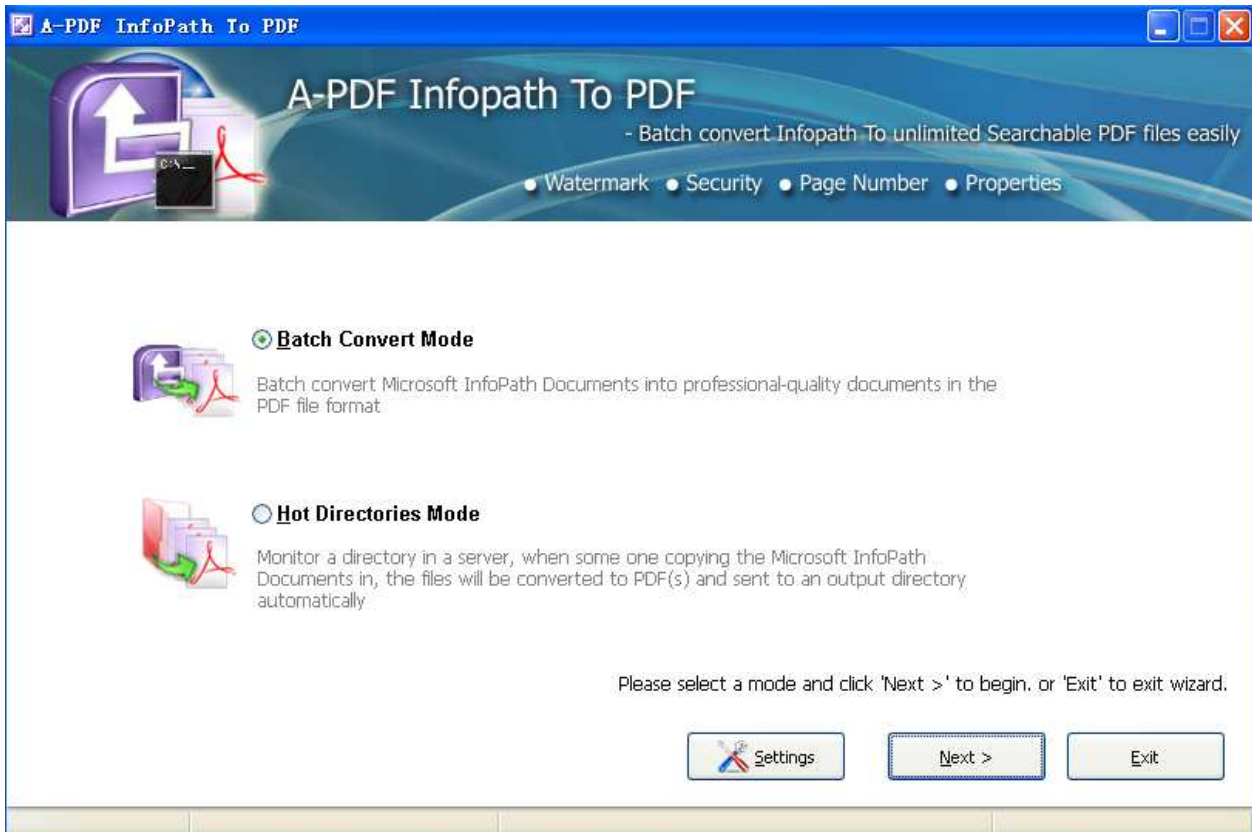 A-PDF InfoPath To PDF
A-PDF Infopath To PDF
- Batch convert Infopath To unlimited Searchable PDF files easily
● Watermark ● Security ● Page Number ● Properties
C:\_
Batch Convert Mode
Batch convert Microsoft InfoPath Documents into professional-quality documents in the
PDF file format
Hot Directories Mode
Monitor a directory in a server, when some one copying the Microsoft InfoPath
Documents in, the files will be converted to PDF(s) and sent to an output directory
automatically
Please select a mode and click 'Next >' to begin. or 'Exit' to exit wizard.
Settings
Next >
Exit